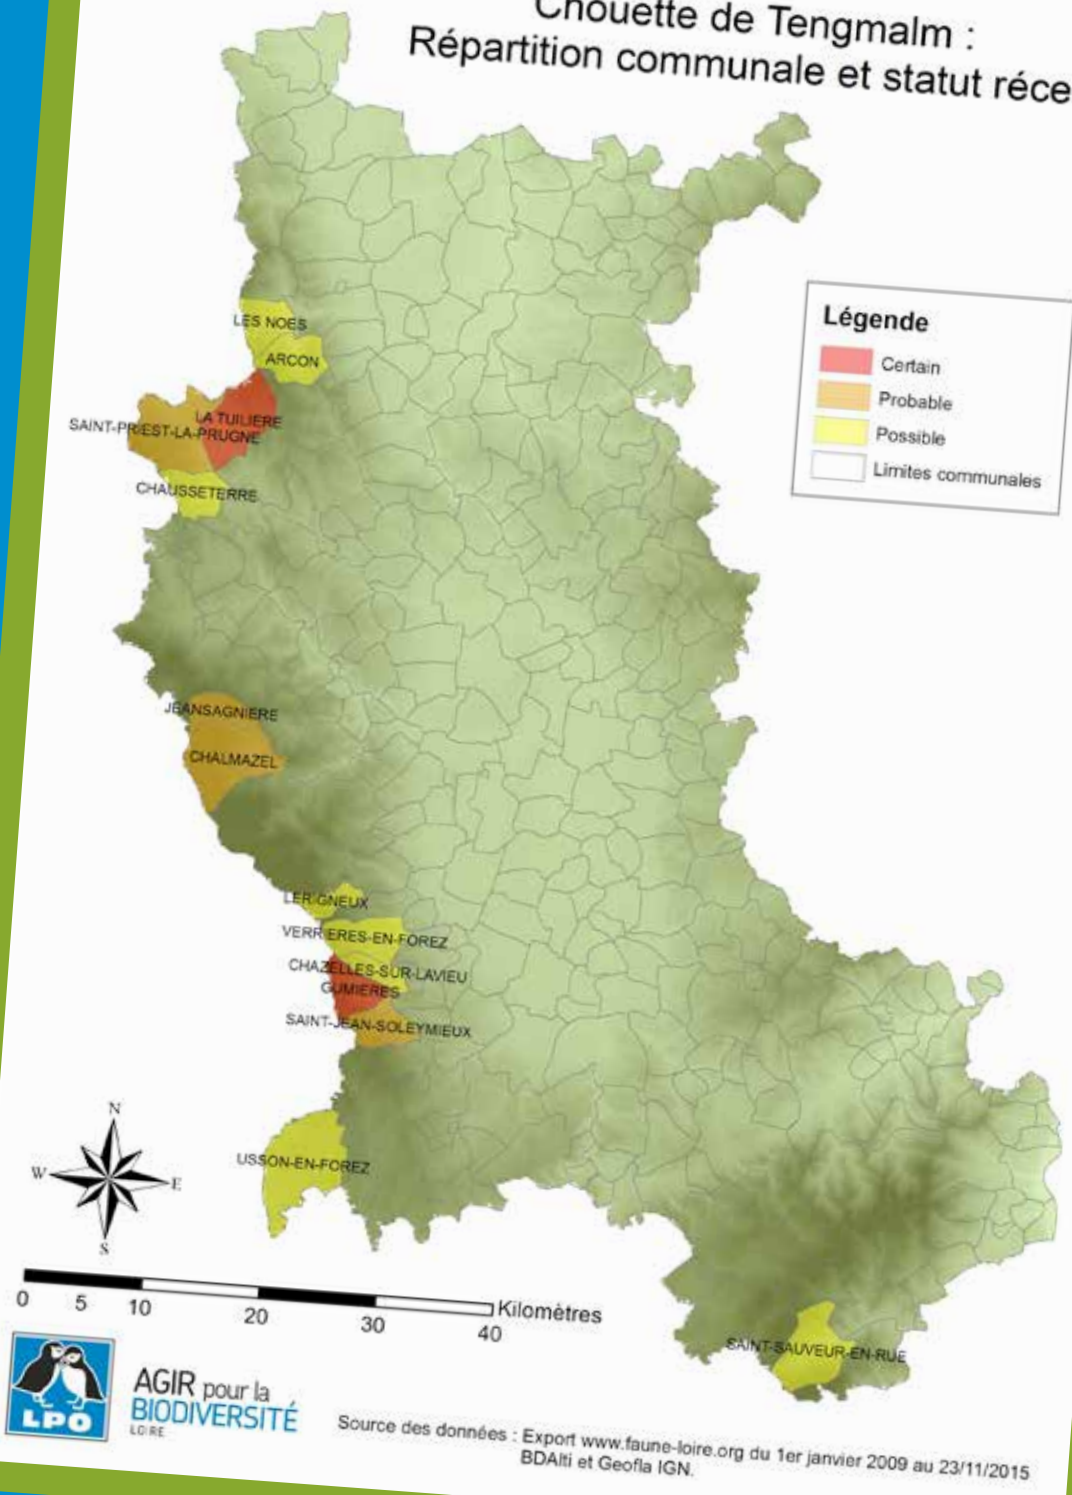 Chouette de Tengmalm :
Répartition communale et statut réce
Légende
Certain
Probable
Possible
Limites communales
LES NOES
ARCON
LA TUILIERE
SAINT-PRIEST-LA-PRUGNE
CHAUSSETERRE
JEANSAGNIERE
CHALMAZEL
LERIGNEUX
VERRIERES-EN-FOREZ
CHAZELLES-SUR-LAVIEU
GUMIERES
SAINT-JEAN-SOLEYMIEUX
USSON-EN-FOREZ
SAINT-SAUVEUR-EN-RUE
N
W
E
S
0 5 10 20 30 40 Kilomètres
LPO
AGIR pour la
BIODIVERSITÉ
LOIRE
Source des données : Export www.faune-loire.org du 1er janvier 2009 au 23/11/2015
BDAlti et Geofla IGN.